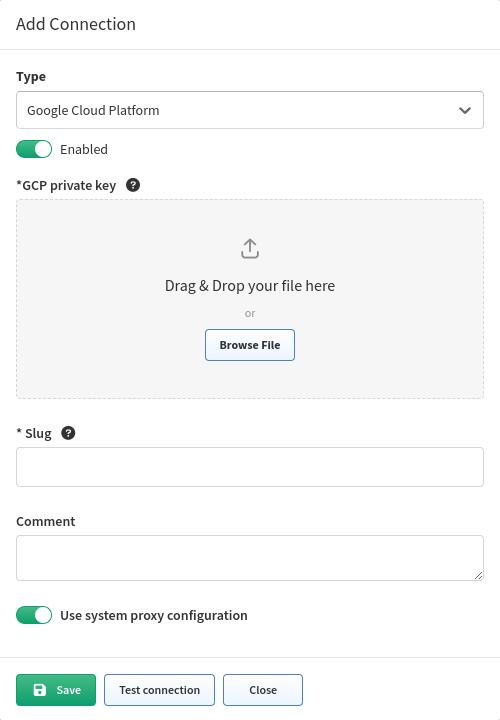 Add Connection
Type
Google Cloud Platform
Enabled
*GCP private key ?
Drag & Drop your file here
or
Browse File
* Slug ?
Comment
Use system proxy configuration
Save Test connection Close